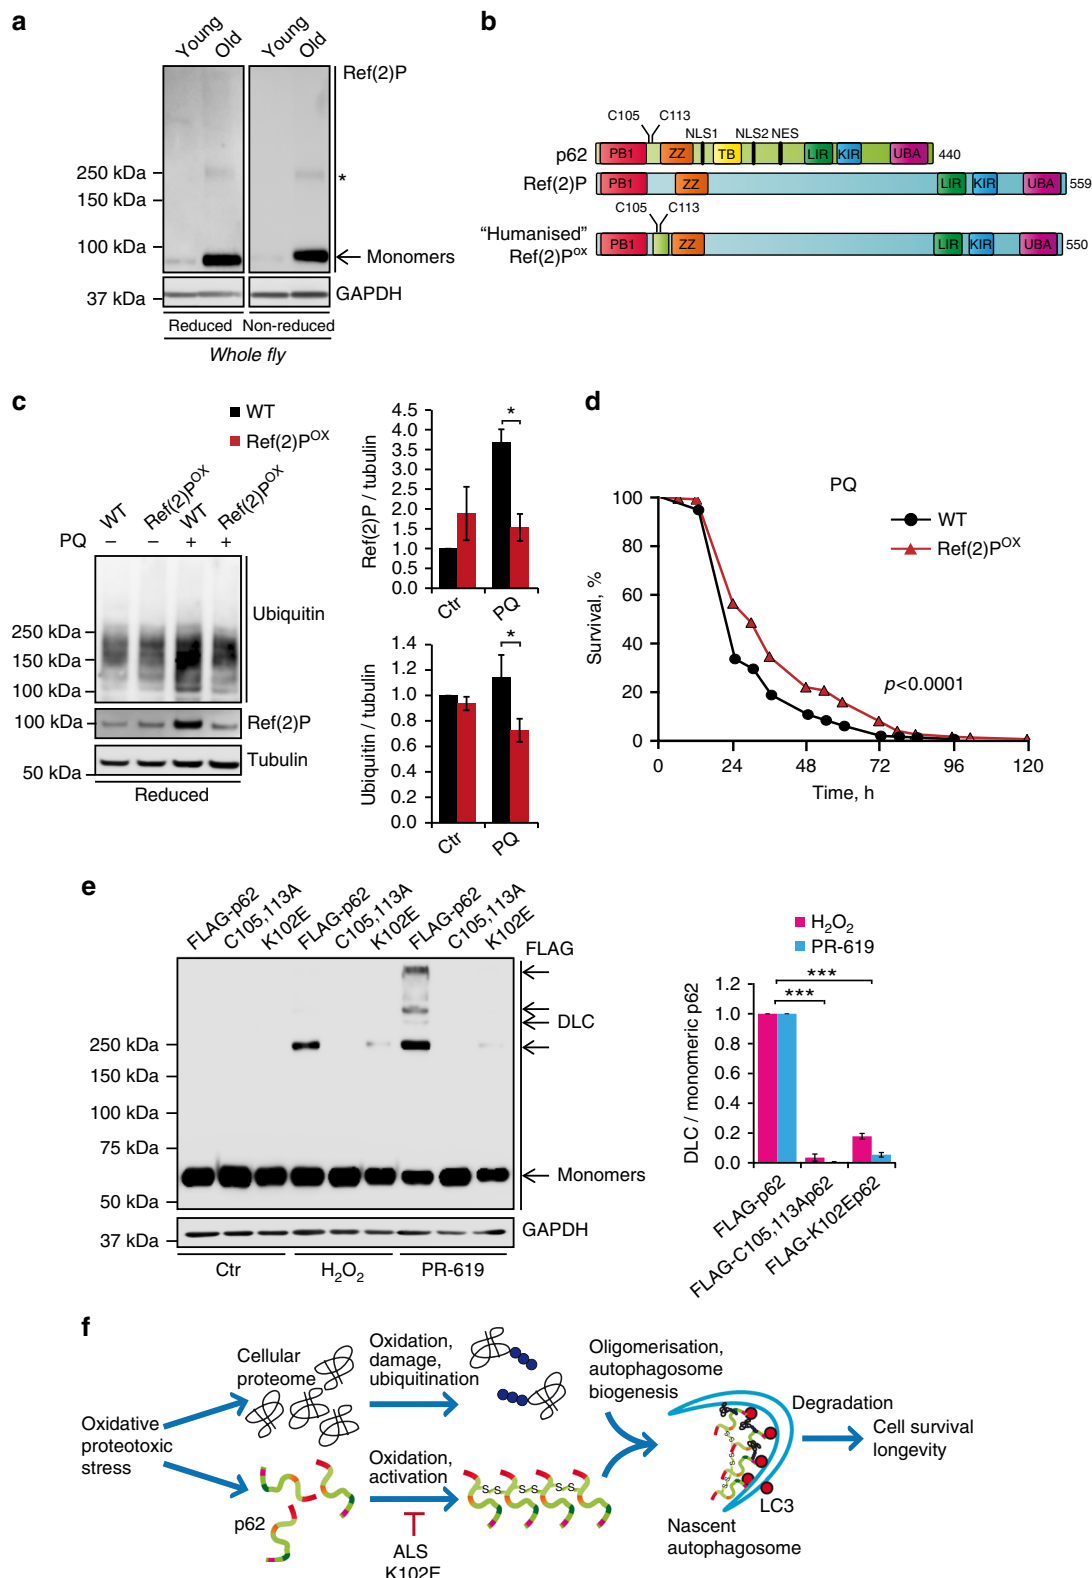 a
Young Old Young Old
Ref(2)P
250 kDa
*
150 kDa
100 kDa
Monomers
37 kDa
GAPDH
Reduced Non-reduced
Whole fly
b
C105 C113
NLS1 NLS2 NES
p62 PB1 ZZ TB LIR KIR UBA 440
Ref(2)P PB1 ZZ LIR KIR UBA 559
C105 C113
"Humanised" Ref(2)P^OX PB1 ZZ LIR KIR UBA 550
c
WT
Ref(2)P^OX
WT Ref(2)P^OX WT Ref(2)P^OX
PQ − − + +
Ubiquitin
250 kDa
150 kDa
100 kDa
100 kDa
Ref(2)P
Tubulin
50 kDa
Reduced
Ref(2)P / tubulin
4.5
4.0
3.5
3.0
2.5
2.0
1.5
1.0
0.5
0.0
*
Ctr PQ
Ubiquitin / tubulin
1.4
1.2
1.0
0.8
0.6
0.4
0.2
0.0
*
Ctr PQ
d
PQ
WT
Ref(2)P^OX
Survival, %
100
80
60
40
20
0
p<0.0001
0 24 48 72 96 120
Time, h
e
FLAG-p62 C105,113A K102E FLAG-p62 C105,113A K102E FLAG-p62 C105,113A K102E
FLAG
DLC
250 kDa
150 kDa
100 kDa
75 kDa
Monomers
50 kDa
GAPDH
37 kDa
Ctr H₂O₂ PR-619
H₂O₂
PR-619
DLC / monomeric p62
1.2
1.0
0.8
0.6
0.4
0.2
0.0
***
***
FLAG-p62
FLAG-C105,113Ap62
FLAG-K102Ep62
f
Oxidative
proteotoxic
stress
Cellular
proteome
Oxidation,
damage,
ubiquitination
p62
Oxidation,
activation
S-S S-S S-S
ALS
K102E
Oligomerisation,
autophagosome
biogenesis
LC3
Nascent
autophagosome
Degradation
Cell survival
longevity